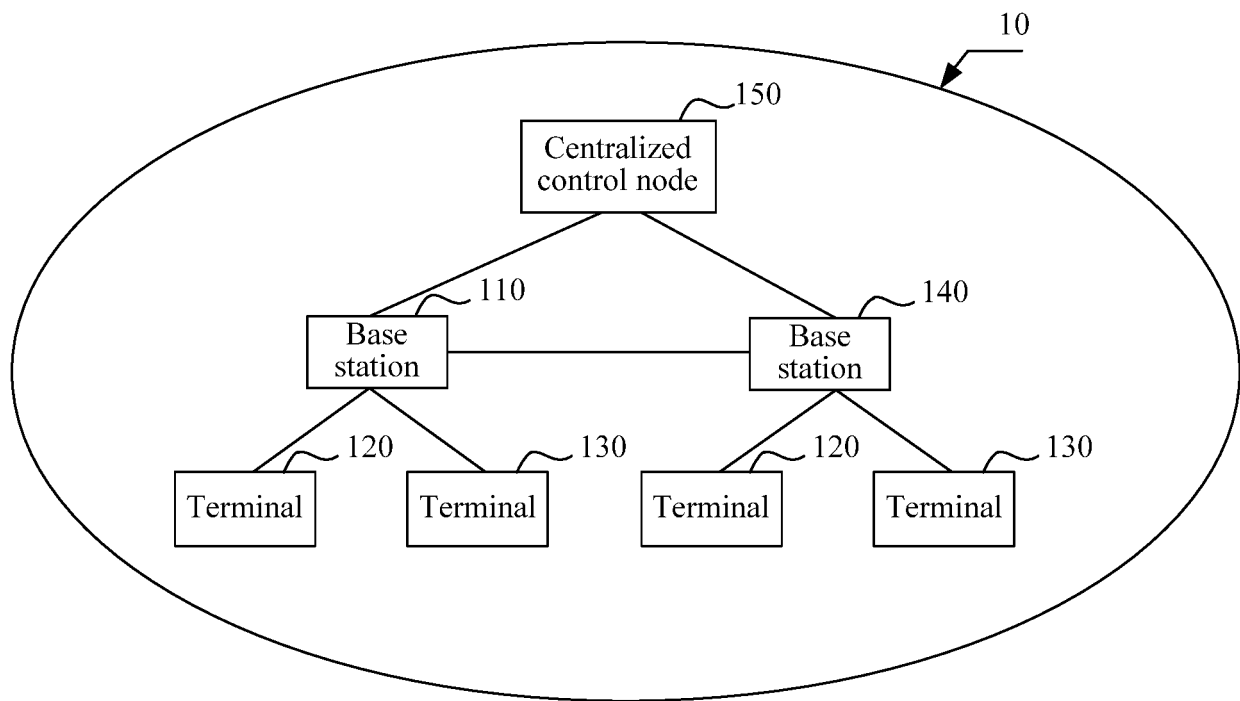 10
150
Centralized
control node
110
140
Base
station
Base
station
120
130
120
130
Terminal
Terminal
Terminal
Terminal